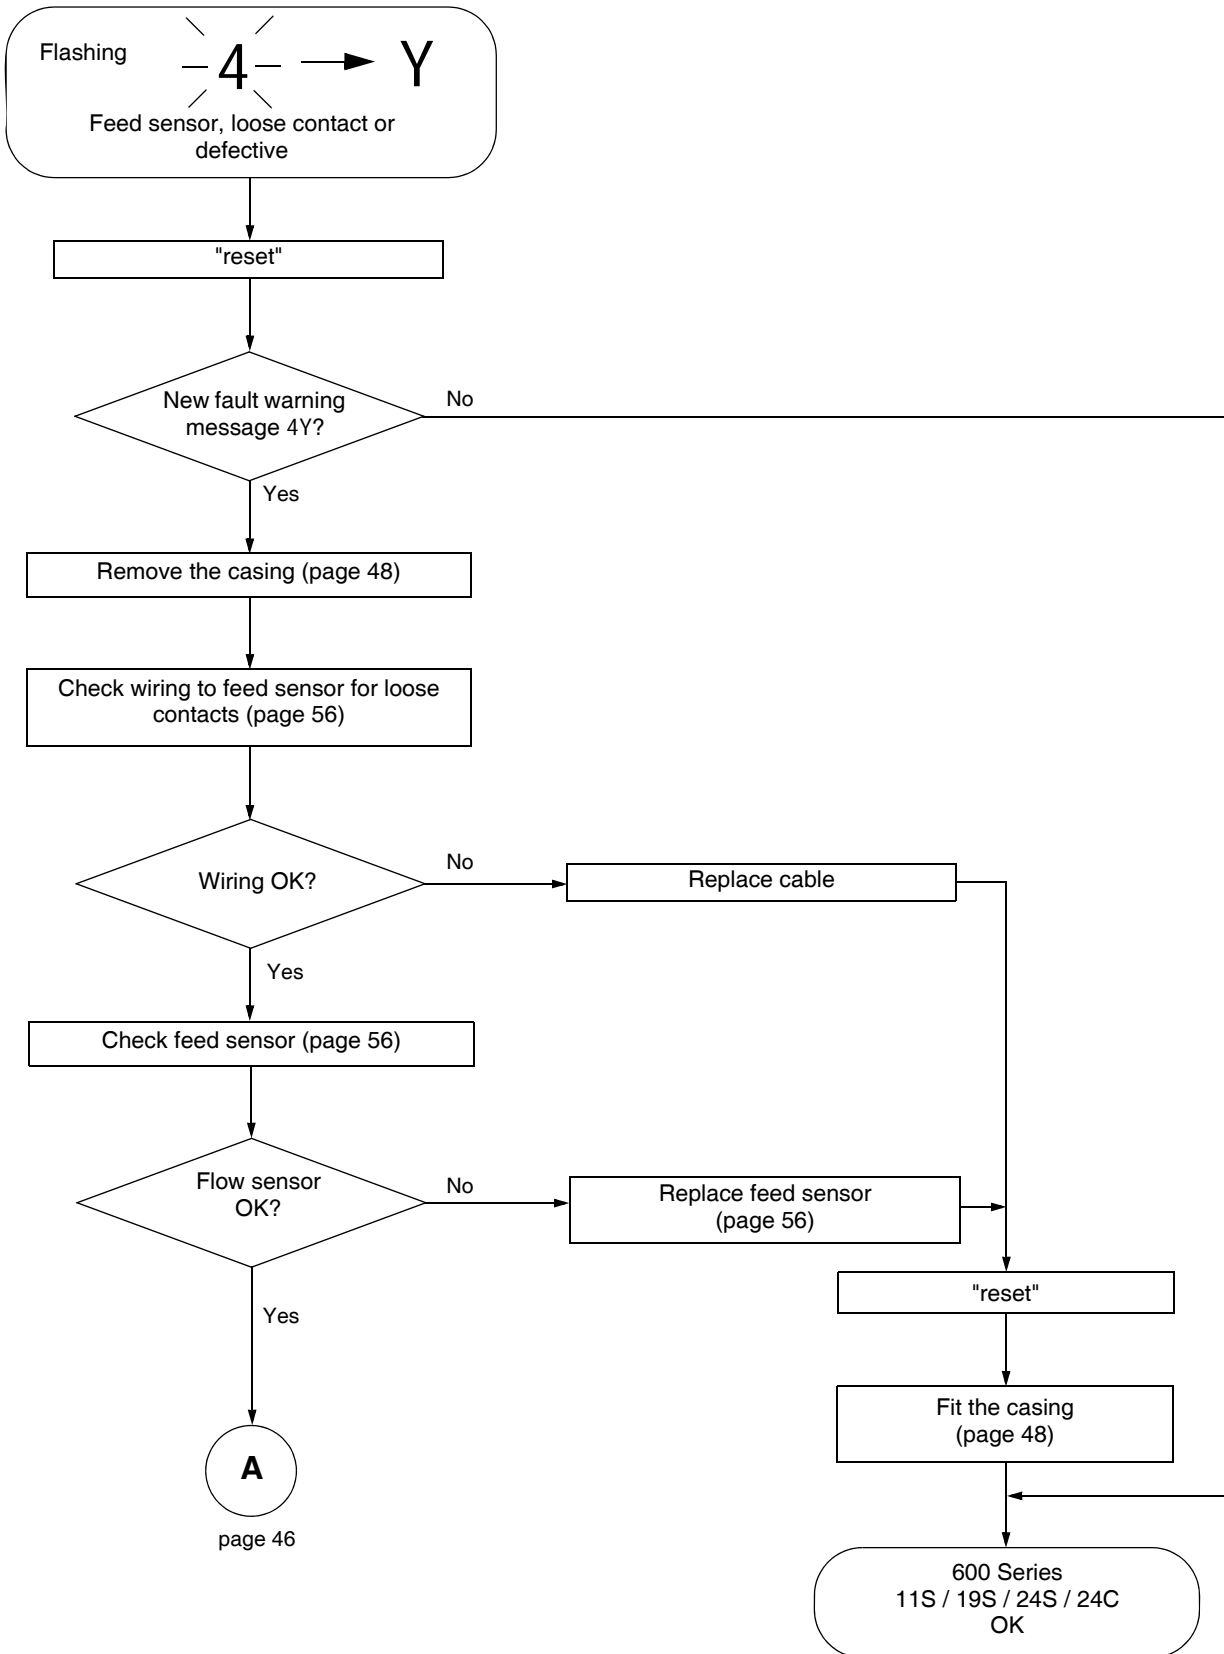 Flashing
4 Y
Feed sensor, loose contact or
defective
"reset"
New fault warning
message 4Y?
No
Yes
Remove the casing (page 48)
Check wiring to feed sensor for loose
contacts (page 56)
Wiring OK?
No
Replace cable
Yes
Check feed sensor (page 56)
Flow sensor
OK?
No
Replace feed sensor
(page 56)
"reset"
Yes
Fit the casing
(page 48)
A
page 46
600 Series
11S / 19S / 24S / 24C
OK